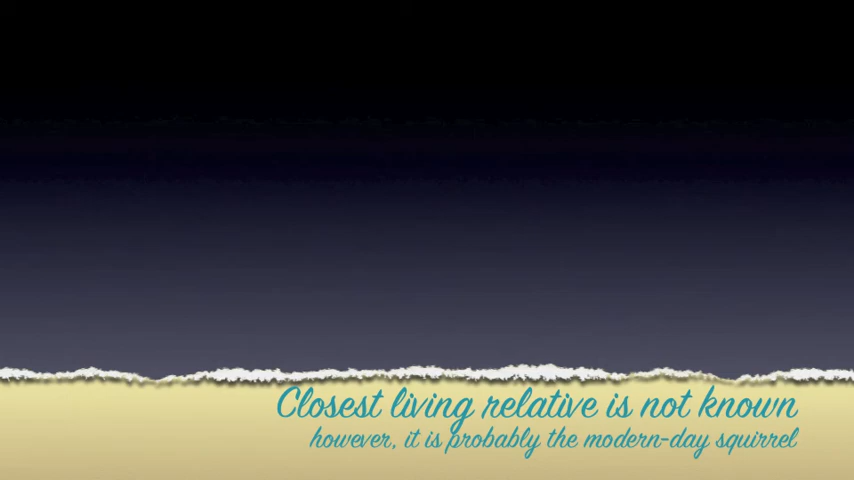 Closest living relative is not known
however, it is probably the modern-day squirrel